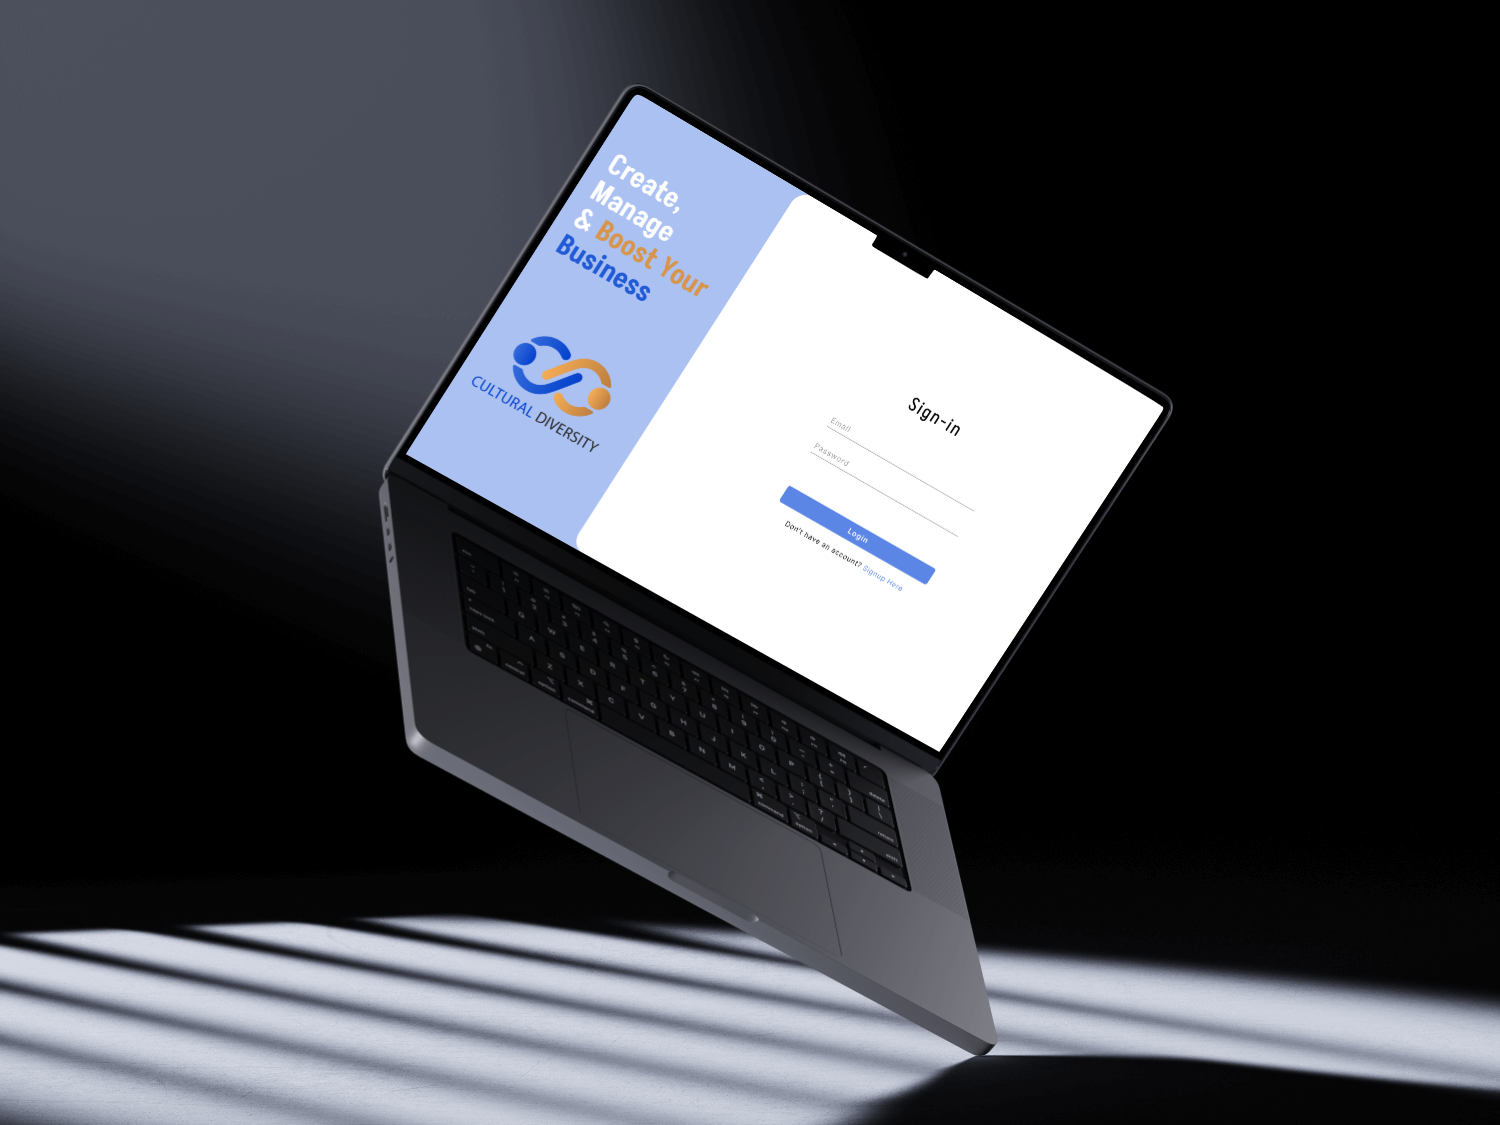 Create,
Manage
& Boost Your
Business
CULTURAL DIVERSITY
Sign-in
Email
Password
Login
Don't have an account? Signup Here